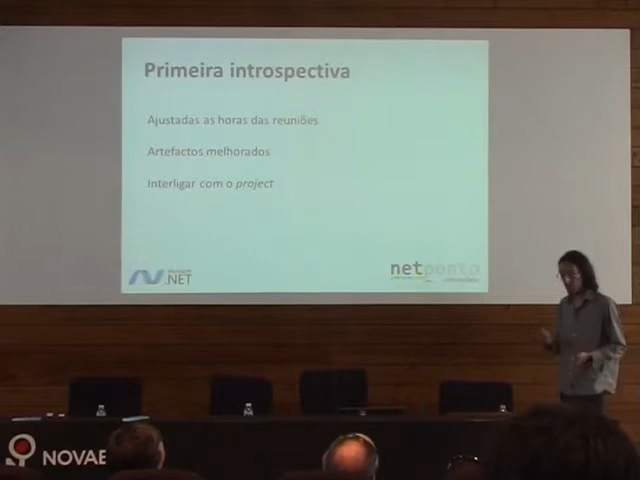 Primeira introspectiva
Ajustadas as horas das reuniões
Artefactos melhorados
Interligar com o project
.NET
netponto
NOVAE